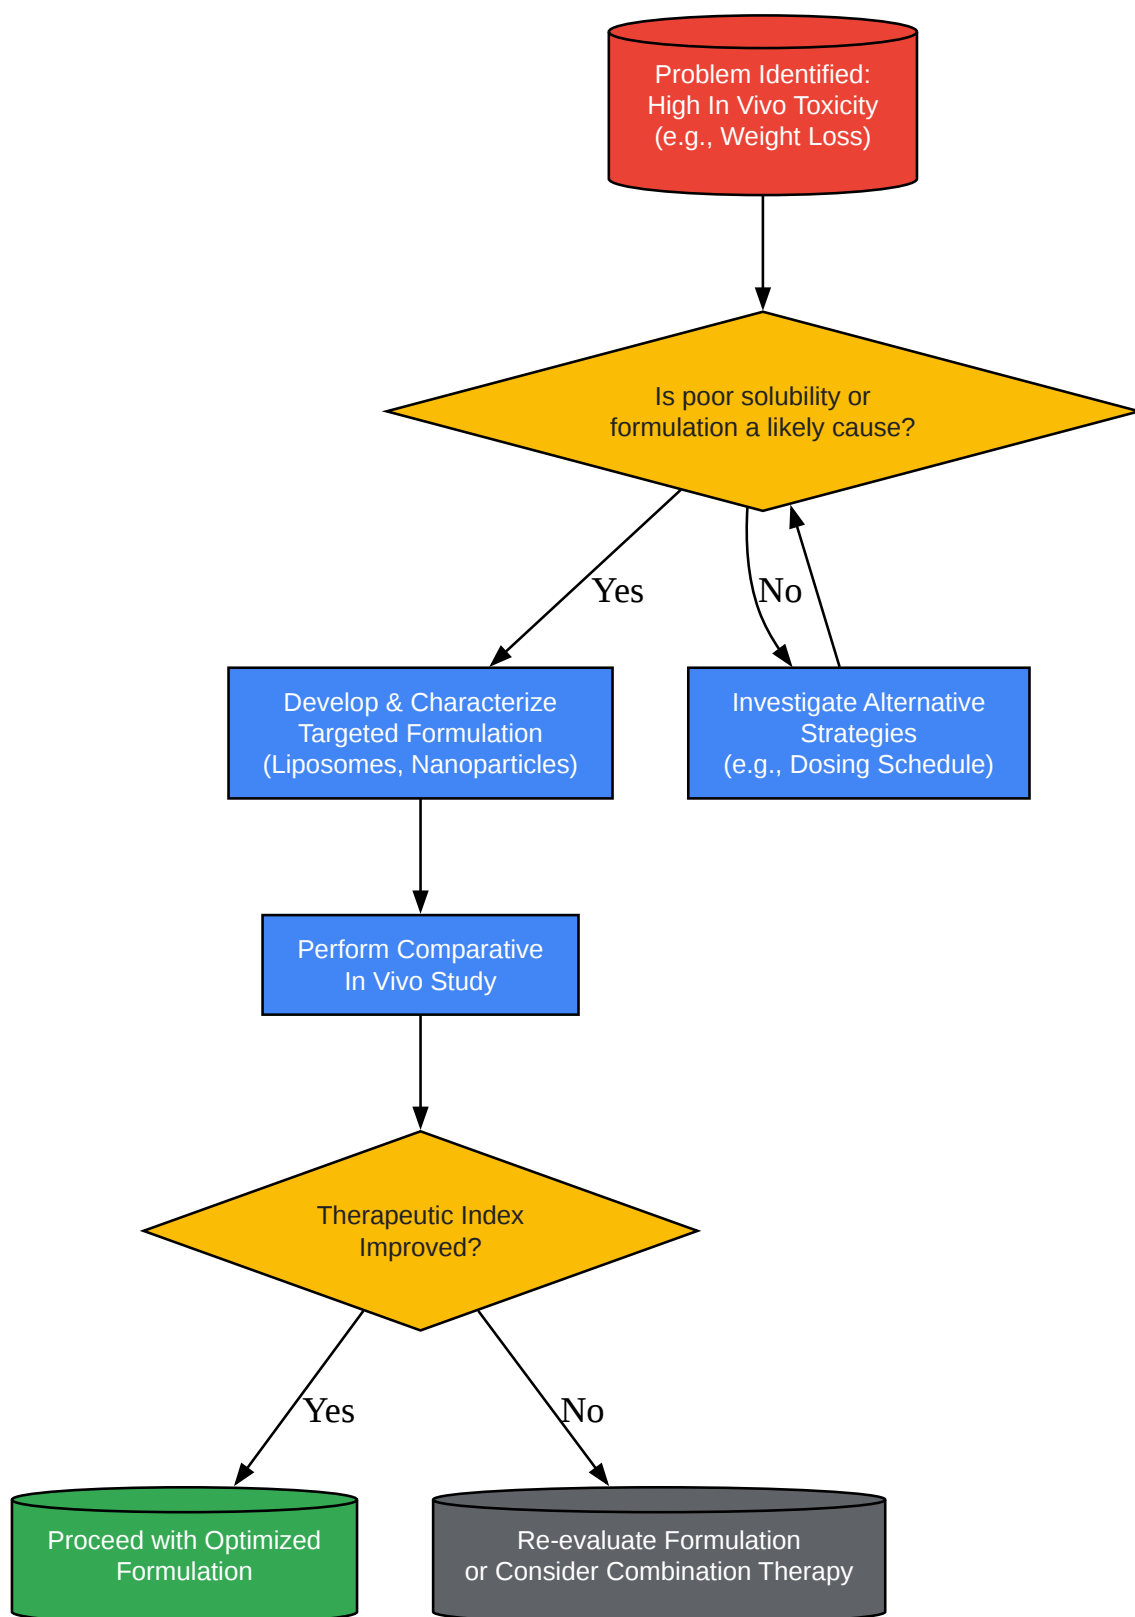 Problem Identified:
High In Vivo Toxicity
(e.g., Weight Loss)
Is poor solubility or
formulation a likely cause?
Yes
No
Develop & Characterize
Targeted Formulation
(Liposomes, Nanoparticles)
Investigate Alternative
Strategies
(e.g., Dosing Schedule)
Perform Comparative
In Vivo Study
Therapeutic Index
Improved?
Yes
No
Proceed with Optimized
Formulation
Re-evaluate Formulation
or Consider Combination Therapy